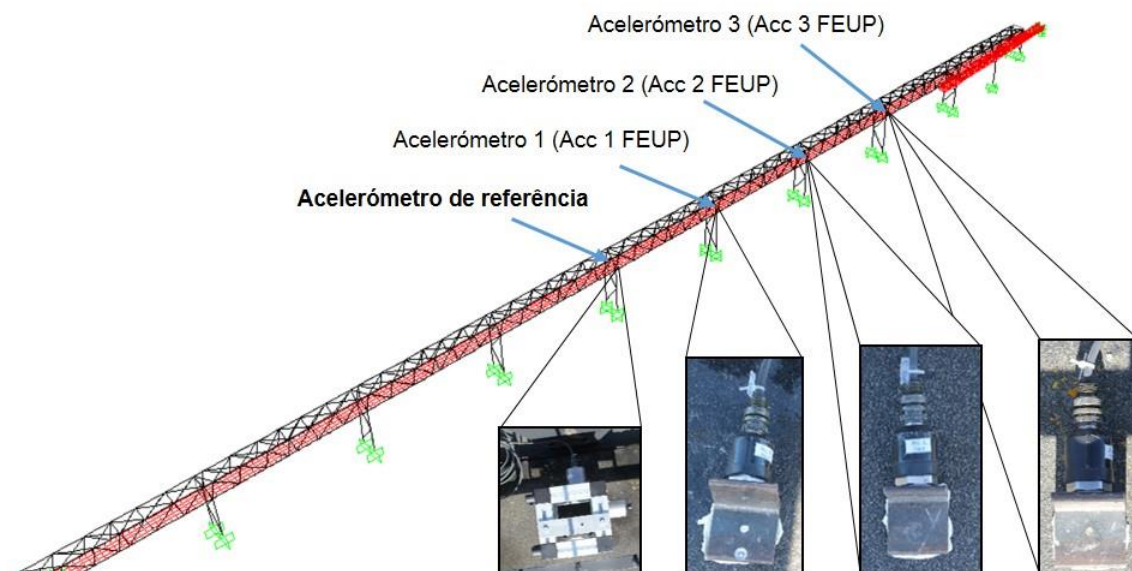 Acelerómetro 3 (Acc 3 FEUP)
Acelerómetro 2 (Acc 2 FEUP)
Acelerómetro 1 (Acc 1 FEUP)
Acelerómetro de referência